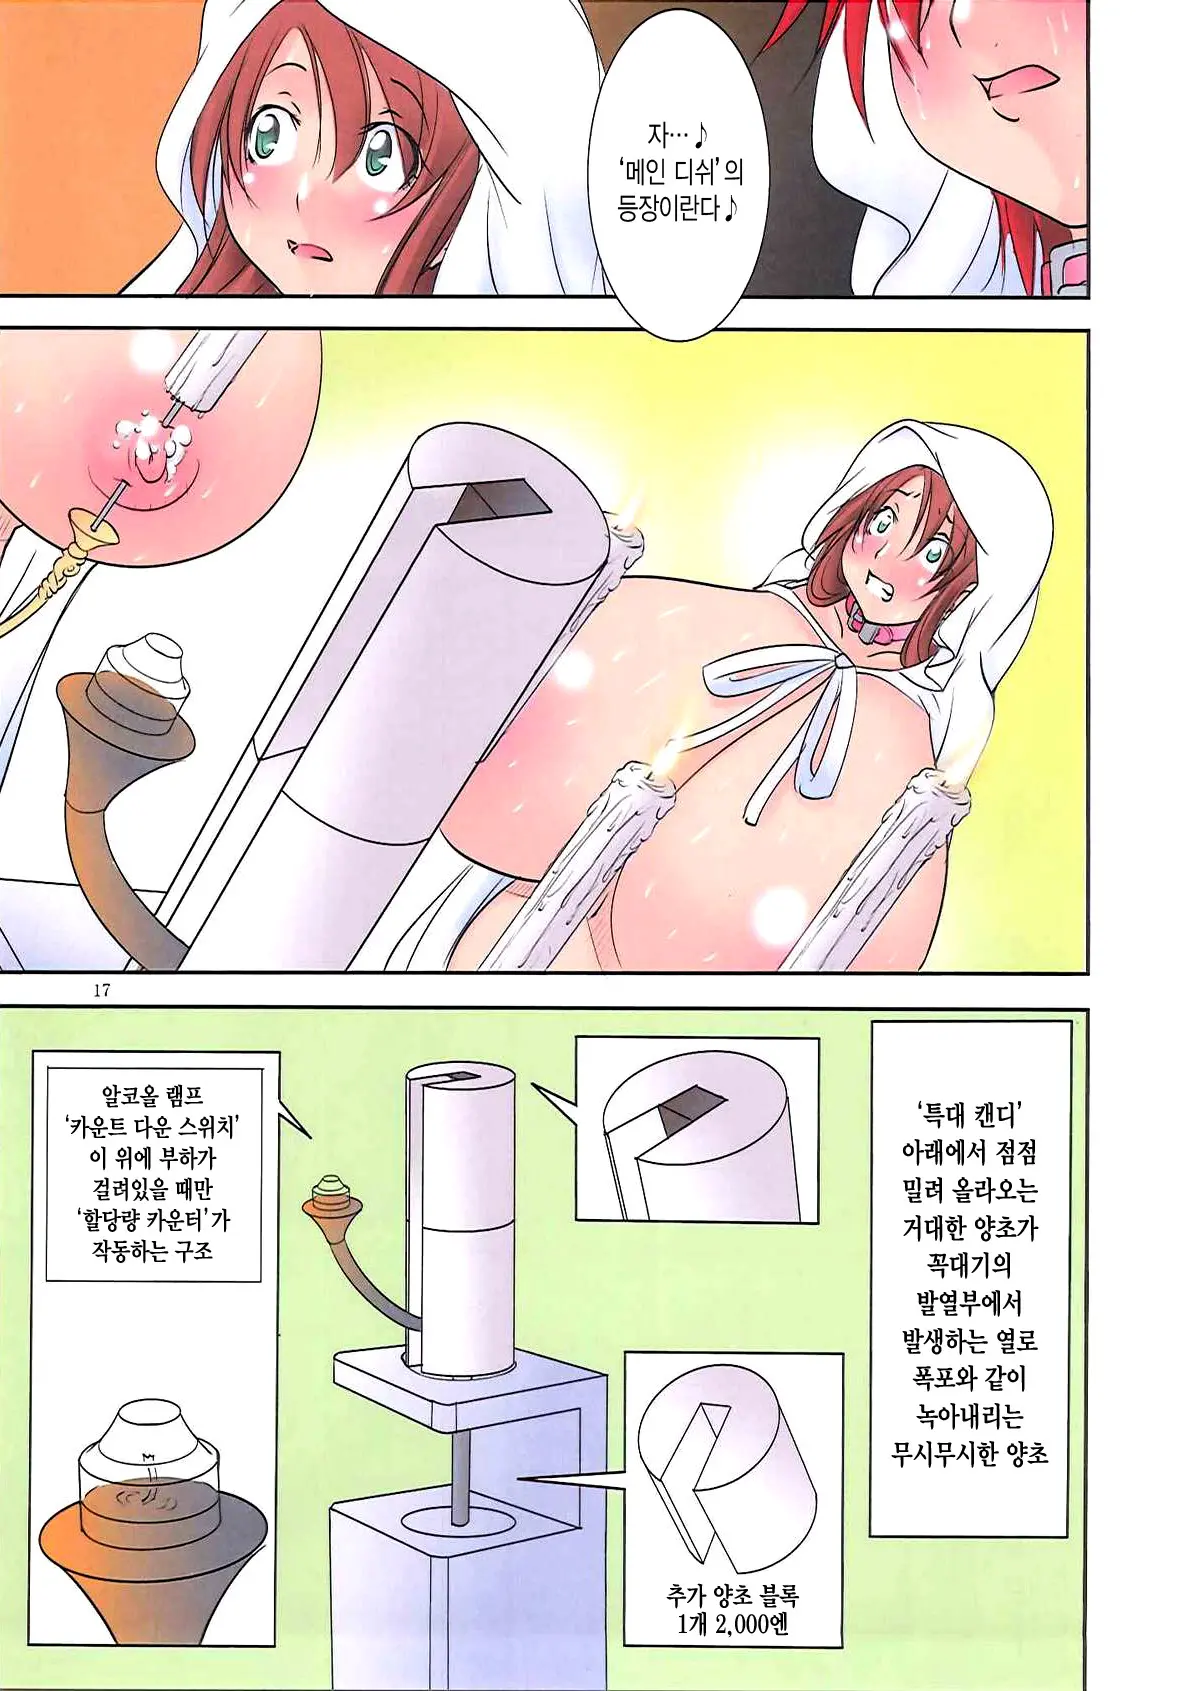 자…♪
‘메인 디쉬’의
등장이란다♪
17
알코올 램프
‘카운트 다운 스위치’
이 위에 부하가
걸려있을 때만
‘할당량 카운터’가
작동하는 구조
‘특대 캔디’
아래에서 점점
밀려 올라오는
거대한 양초가
꼭대기의
발열부에서
발생하는 열로
폭포와 같이
녹아내리는
무시무시한 양초
추가 양초 블록
1개 2,000엔